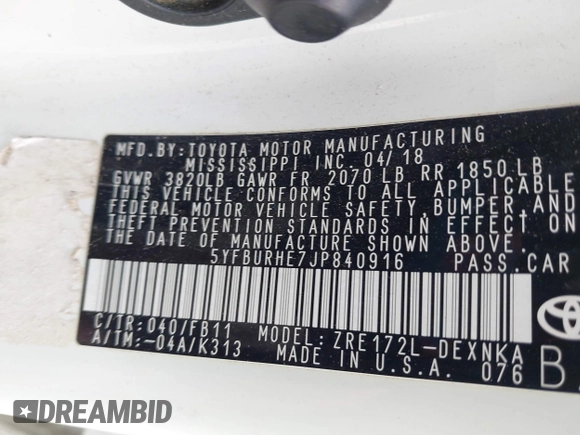 MFD.BY:TOYOTA MOTOR MANUFACTURING
MISSISSIPPI INC. 04/18
GVWR 3820LB GAWR FR 2070 LB, RR 1850 LB
THIS VEHICLE CONFORMS TO ALL APPLICABLE
FEDERAL MOTOR VEHICLE SAFETY, BUMPER, AND
THEFT PREVENTION STANDARDS IN EFFECT ON
THE DATE OF MANUFACTURE SHOWN ABOVE.
5YFBURHE7JP840916 PASS.CAR
C/TR:040/FB11 MODEL:ZRE172L-DEXNKA
A/TM:-04A/K313 MADE IN U.S.A. 076
B
DREAMBID